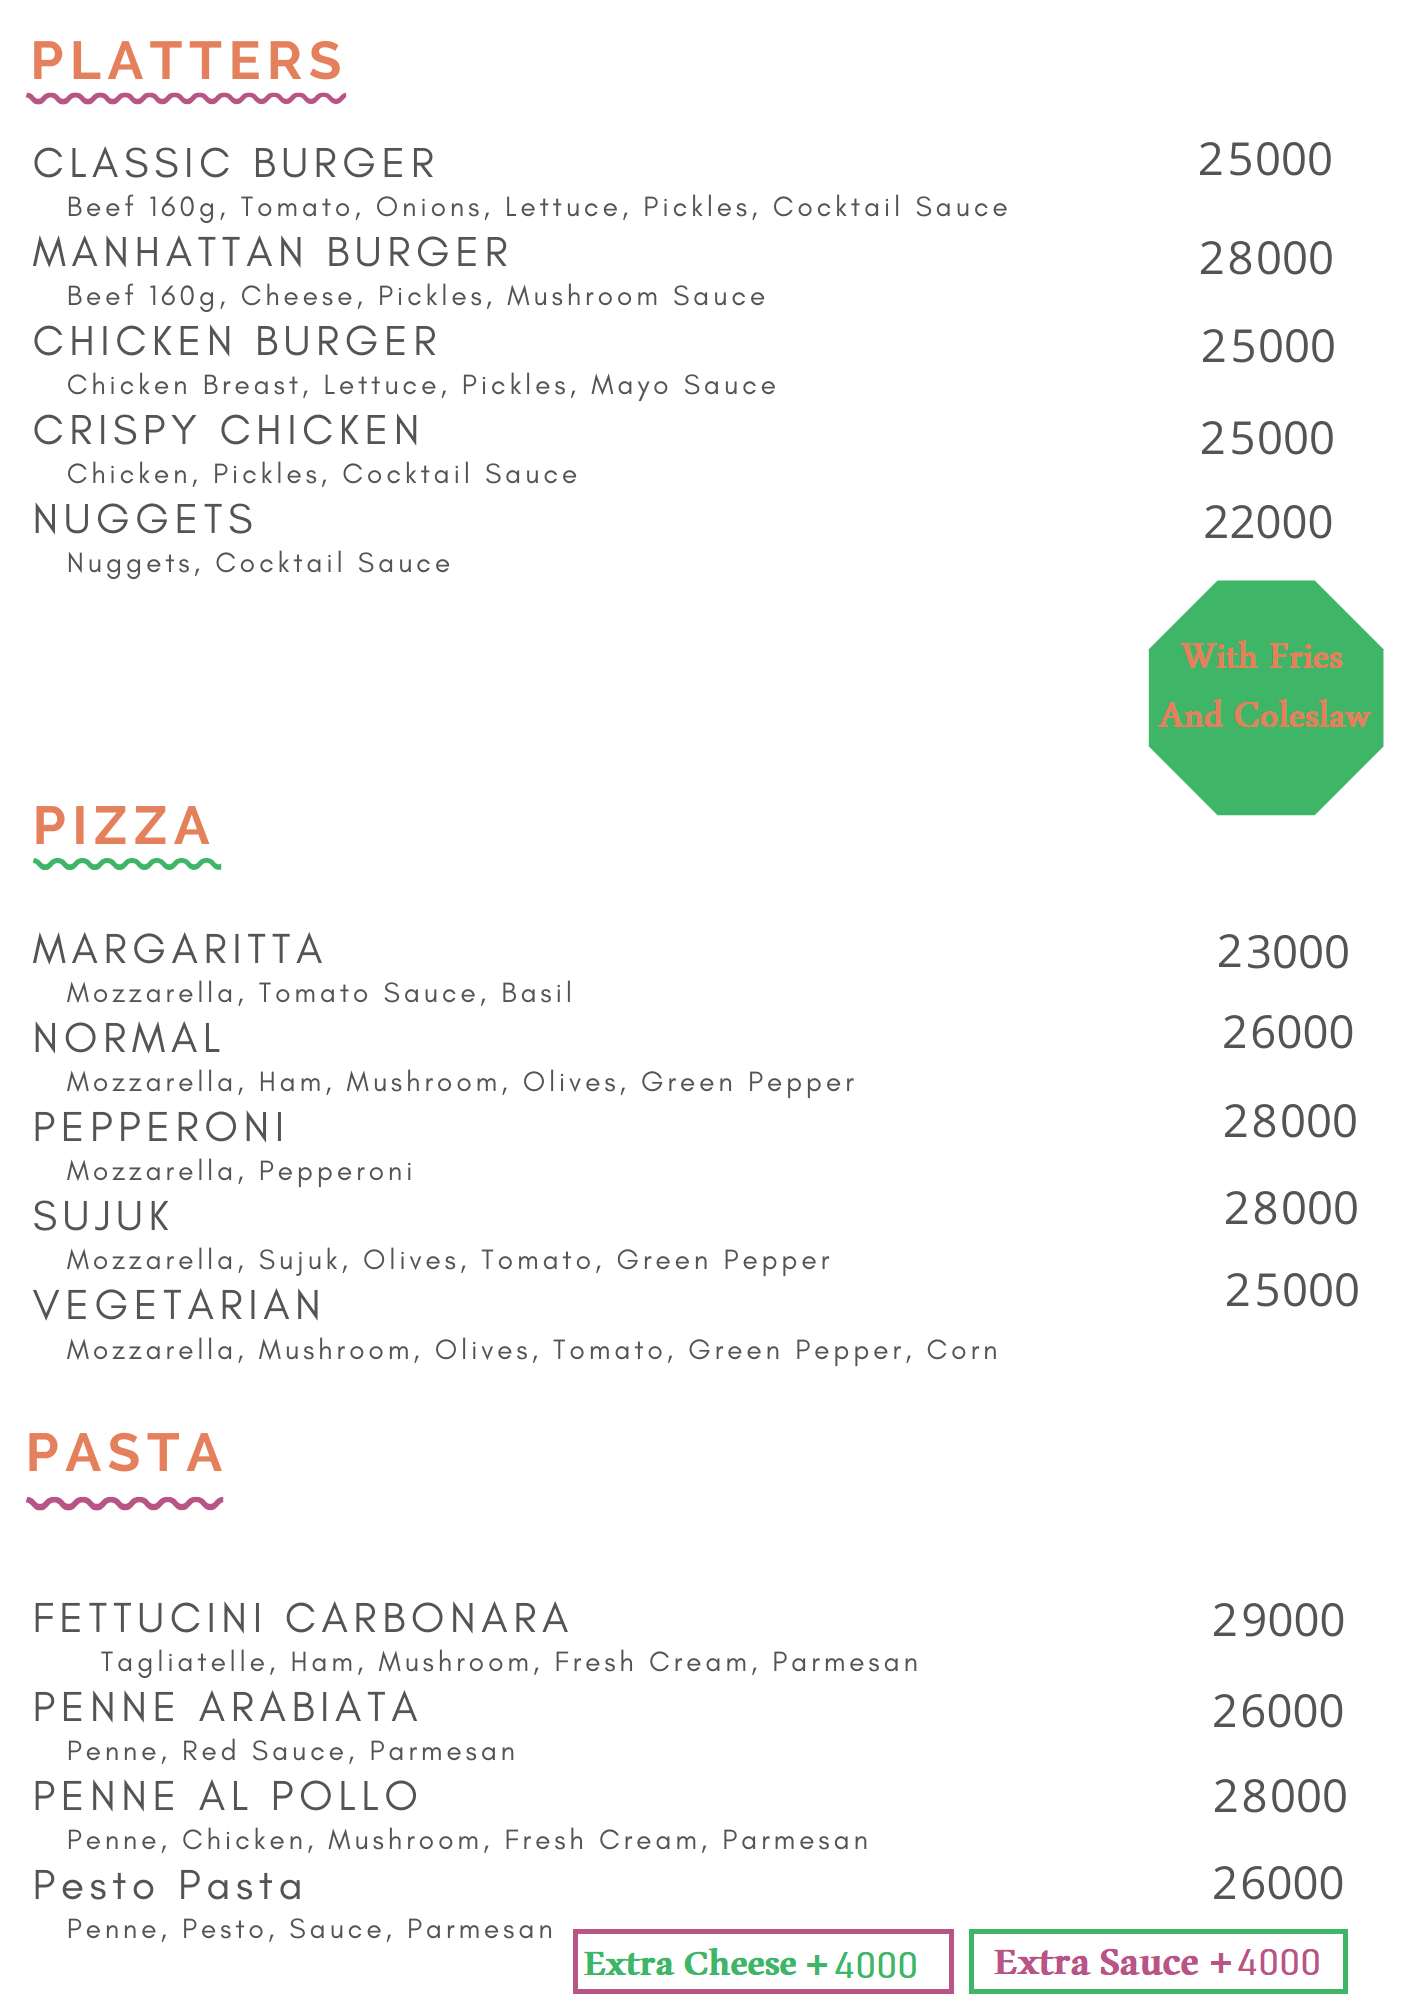 PLATTERS
CLASSIC BURGER 25000
Beef 160g, Tomato, Onions, Lettuce, Pickles, Cocktail Sauce
MANHATTAN BURGER 28000
Beef 160g, Cheese, Pickles, Mushroom Sauce
CHICKEN BURGER 25000
Chicken Breast, Lettuce, Pickles, Mayo Sauce
CRISPY CHICKEN 25000
Chicken, Pickles, Cocktail Sauce
NUGGETS 22000
Nuggets, Cocktail Sauce
With Fries
And Coleslaw
PIZZA
MARGARITTA 23000
Mozzarella, Tomato Sauce, Basil
NORMAL 26000
Mozzarella, Ham, Mushroom, Olives, Green Pepper
PEPPERONI 28000
Mozzarella, Pepperoni
SUJUK 28000
Mozzarella, Sujuk, Olives, Tomato, Green Pepper
VEGETARIAN 25000
Mozzarella, Mushroom, Olives, Tomato, Green Pepper, Corn
PASTA
FETTUCINI CARBONARA 29000
Tagliatelle, Ham, Mushroom, Fresh Cream, Parmesan
PENNE ARABIATA 26000
Penne, Red Sauce, Parmesan
PENNE AL POLLO 28000
Penne, Chicken, Mushroom, Fresh Cream, Parmesan
Pesto Pasta 26000
Penne, Pesto, Sauce, Parmesan
Extra Cheese +4000
Extra Sauce +4000